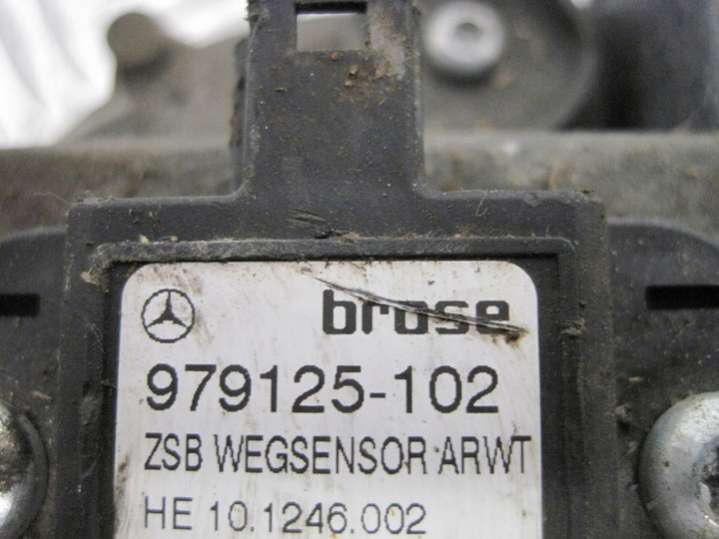 brose
979125-102
ZSB WEGSENSOR ARWT
HE 10.1246.002